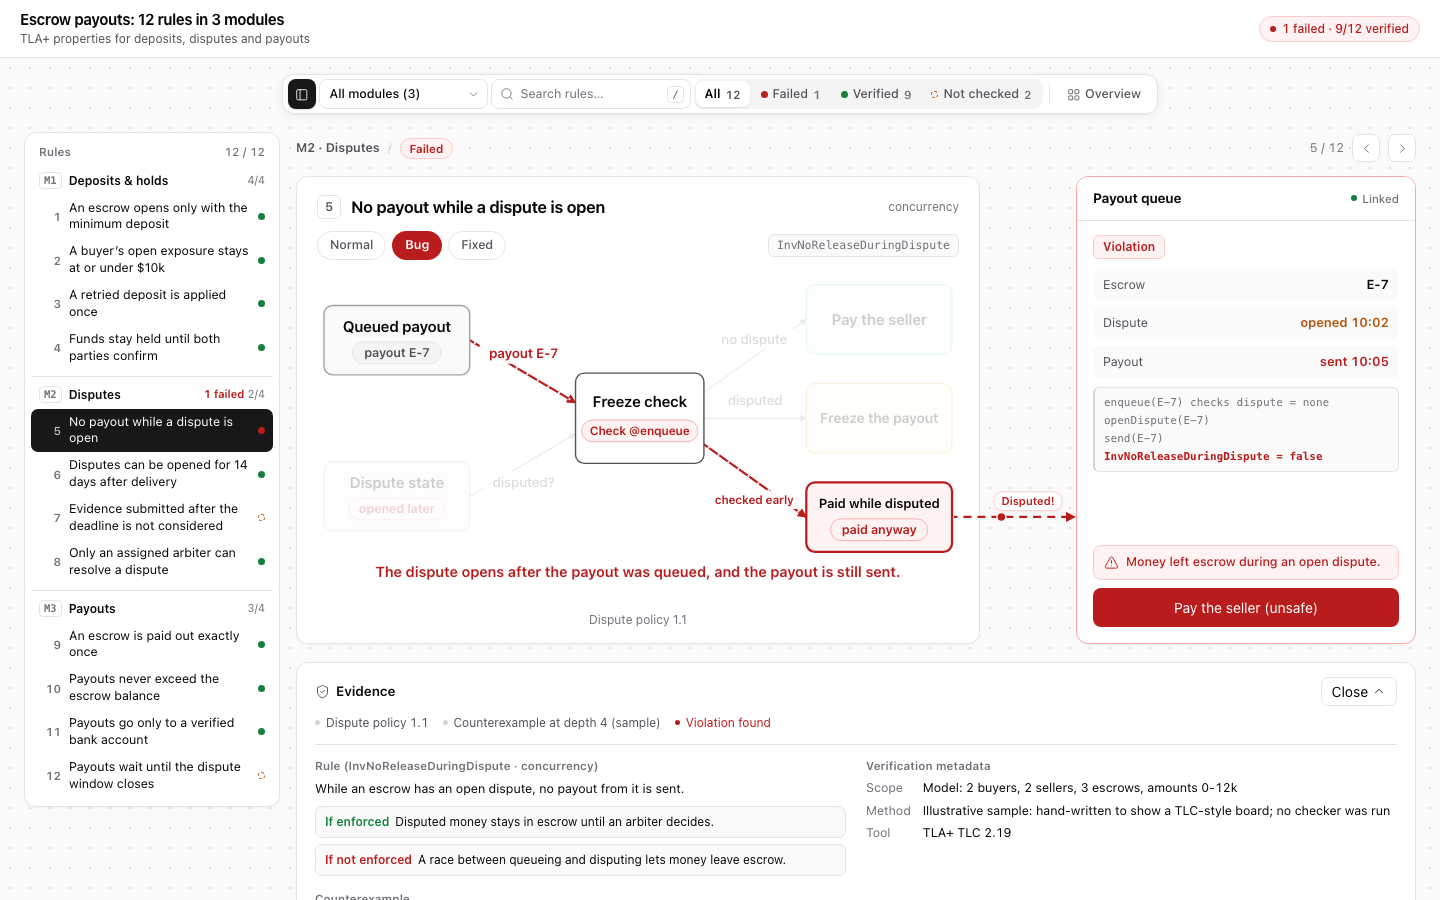 Escrow payouts: 12 rules in 3 modules
TLA+ properties for deposits, disputes and payouts
1 failed · 9/12 verified
All modules (3)
Search rules...
/
All 12
Failed 1
Verified 9
Not checked 2
Overview
Rules
12 / 12
M1 Deposits & holds 4/4
1 An escrow opens only with the
minimum deposit
2 A buyer's open exposure stays
at or under $10k
3 A retried deposit is applied
once
4 Funds stay held until both
parties confirm
M2 Disputes 1 failed 2/4
5 No payout while a dispute is
open
6 Disputes can be opened for 14
days after delivery
7 Evidence submitted after the
deadline is not considered
8 Only an assigned arbiter can
resolve a dispute
M3 Payouts 3/4
9 An escrow is paid out exactly
once
10 Payouts never exceed the
escrow balance
11 Payouts go only to a verified
bank account
12 Payouts wait until the dispute
window closes
M2 · Disputes / Failed
5 / 12
5 No payout while a dispute is open
concurrency
Normal
Bug
Fixed
InvNoReleaseDuringDispute
Queued payout
payout E-7
payout E-7
Freeze check
Check @enqueue
Dispute state
opened later
disputed?
no dispute
Pay the seller
disputed
Freeze the payout
checked early
Paid while disputed
paid anyway
Disputed!
The dispute opens after the payout was queued, and the payout is still sent.
Dispute policy 1.1
Payout queue
Linked
Violation
Escrow E-7
Dispute opened 10:02
Payout sent 10:05
enqueue(E−7) checks dispute = none
openDispute(E−7)
send(E−7)
InvNoReleaseDuringDispute = false
Money left escrow during an open dispute.
Pay the seller (unsafe)
Evidence
Close
Dispute policy 1.1
Counterexample at depth 4 (sample)
Violation found
Rule (InvNoReleaseDuringDispute · concurrency)
While an escrow has an open dispute, no payout from it is sent.
If enforced Disputed money stays in escrow until an arbiter decides.
If not enforced A race between queueing and disputing lets money leave escrow.
Counterexample
Verification metadata
Scope Model: 2 buyers, 2 sellers, 3 escrows, amounts 0-12k
Method Illustrative sample: hand-written to show a TLC-style board; no checker was run
Tool TLA+ TLC 2.19